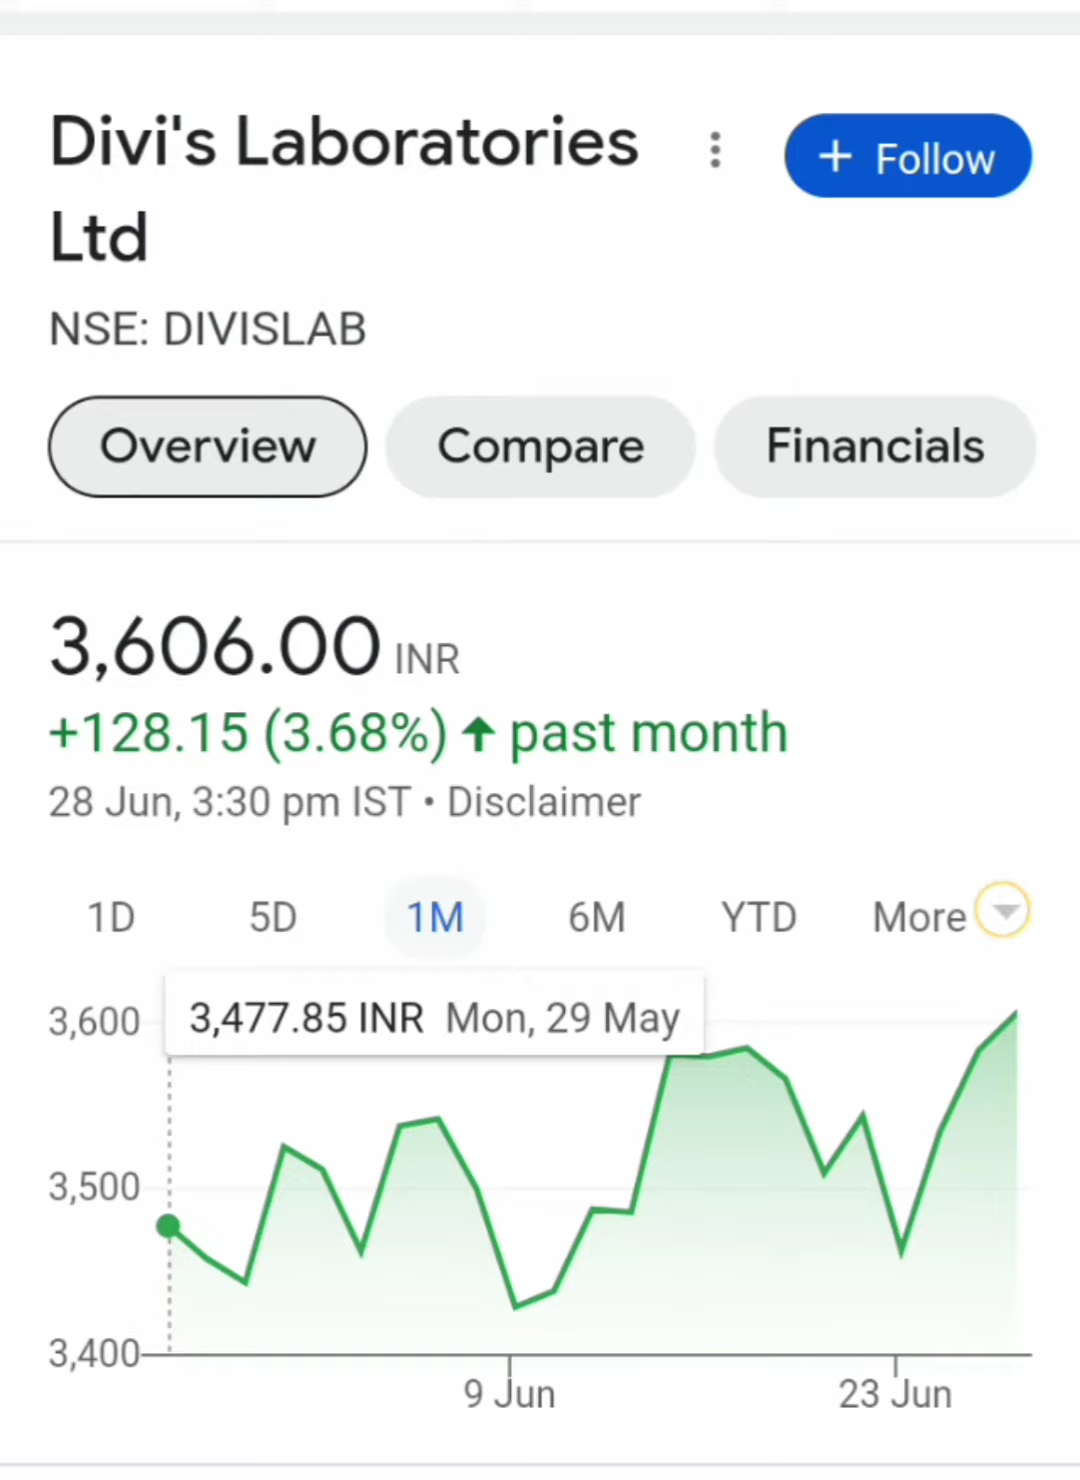 Divi's Laboratories
Ltd
+ Follow
NSE: DIVISLAB
Overview Compare Financials
3,606.00 INR
+128.15 (3.68%) ↑ past month
28 Jun, 3:30 pm IST • Disclaimer
1D 5D 1M 6M YTD More
3,477.85 INR Mon, 29 May
3,600
3,500
3,400
9 Jun 23 Jun